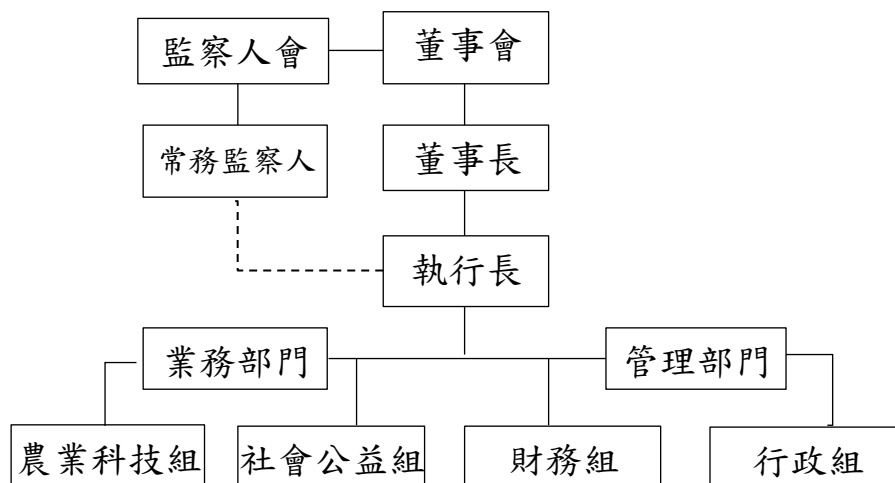 監察人會
董事會
常務監察人
董事長
執行長
業務部門
管理部門
農業科技組
社會公益組
財務組
行政組